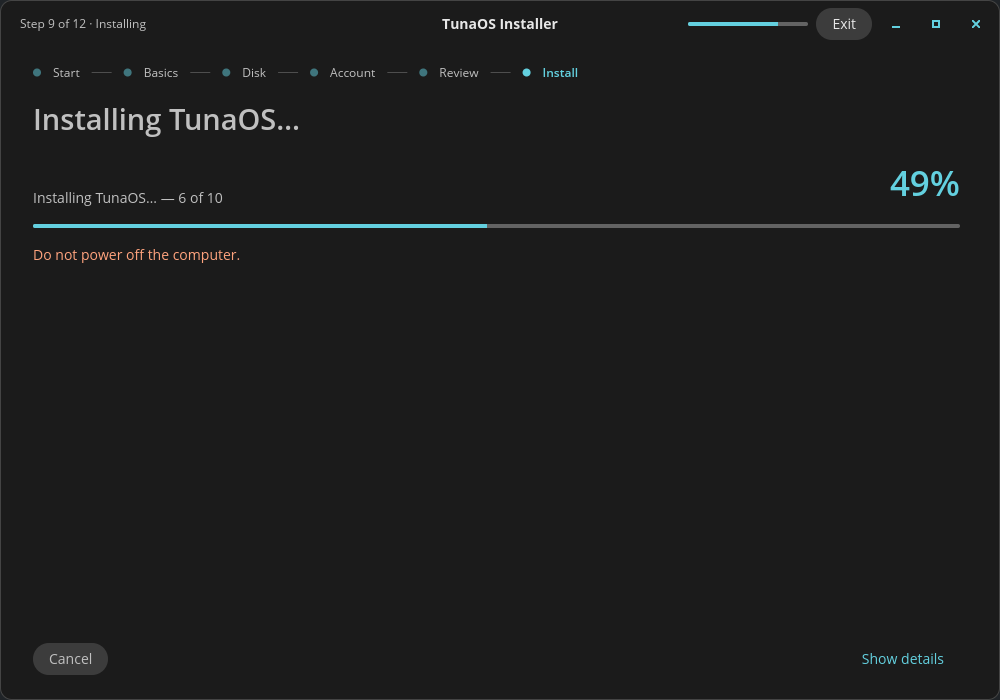 Step 9 of 12 · Installing
TunaOS Installer
Exit
Start
Basics
Disk
Account
Review
Install
Installing TunaOS...
49%
Installing TunaOS... — 6 of 10
Do not power off the computer.
Cancel
Show details